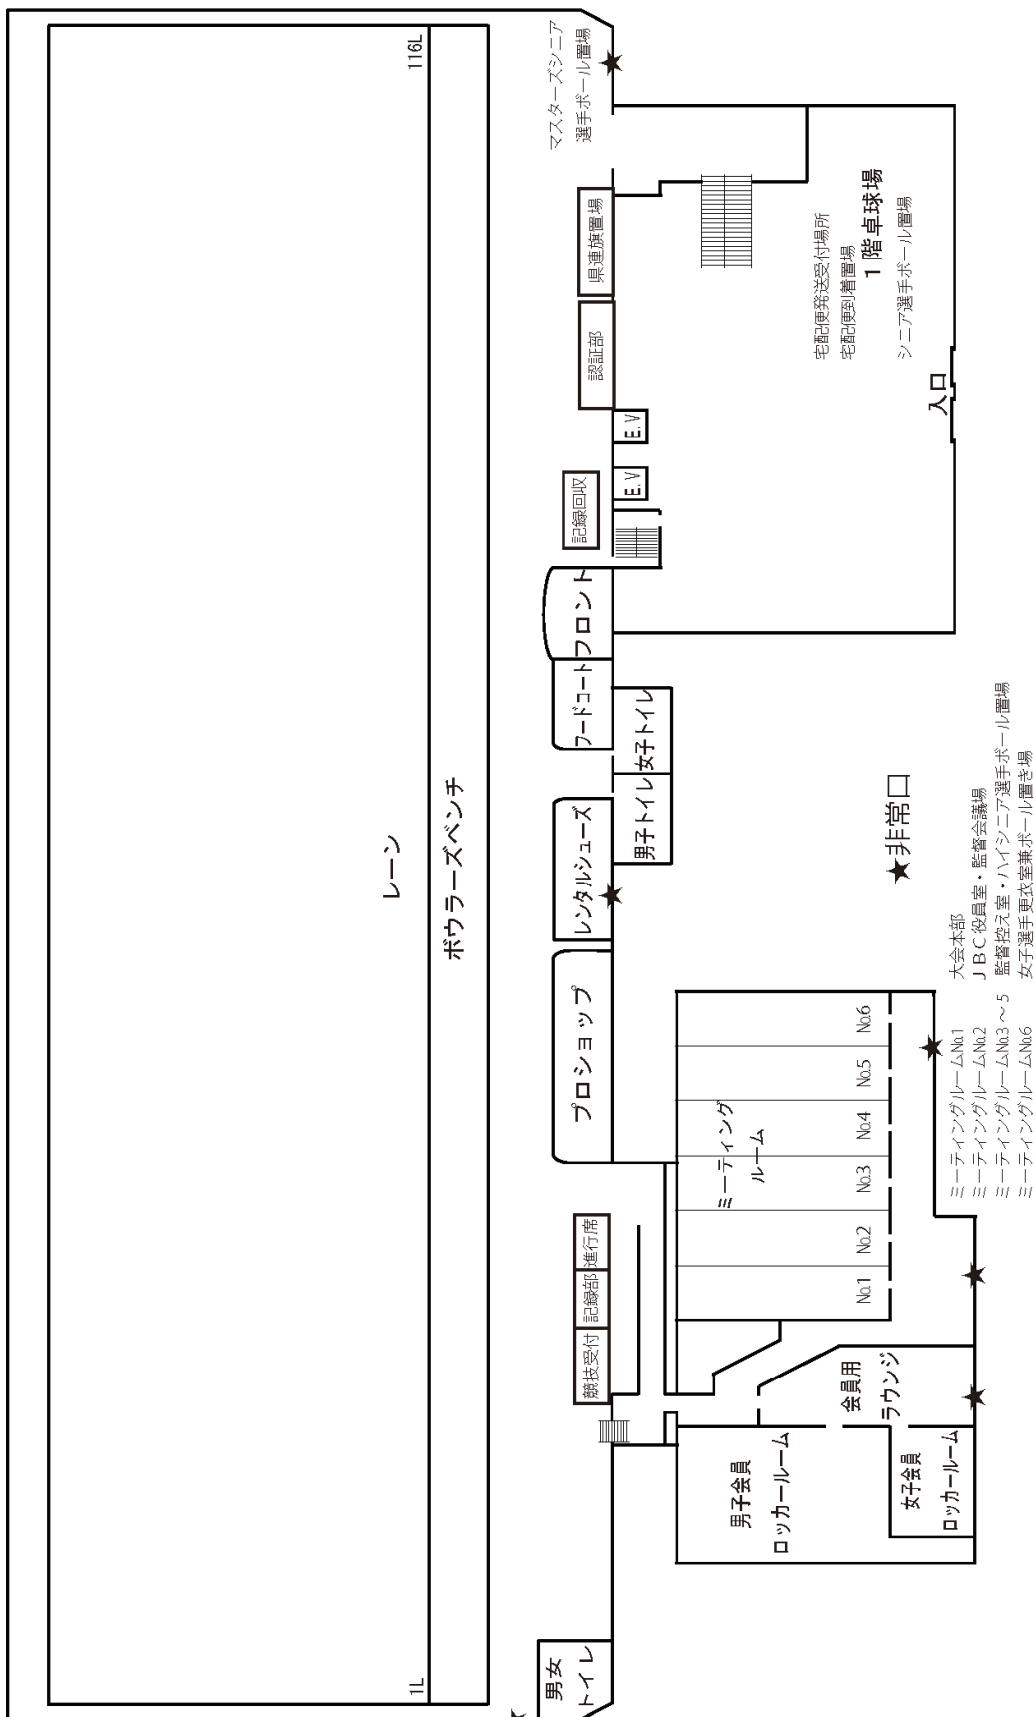 レーン
1L
116L
ボウラーズベンチ
男女
トイレ
競技受付
記録部
進行席
プロショップ
レンタルシューズ
フードコート
フロント
記録回収
認証部
県連旗置場
マスターズシニア
選手ボール置場
男子トイレ
女子トイレ
E.V
E.V
宅配便発送受付場所
宅配便到着置場
1階卓球場
シニア選手ボール置場
入口
男子会員
ロッカールーム
女子会員
ロッカールーム
会員用
ラウンジ
ミーティング
ルーム
№1
№2
№3
№4
№5
№6
★非常口
ミーティングルーム№1 大会本部
ミーティングルーム№2 JBC役員室・監督会議場
ミーティングルーム№3~5 監督控え室・ハイシニア選手ボール置場
ミーティングルーム№6 女子選手更衣室兼ボール置き場